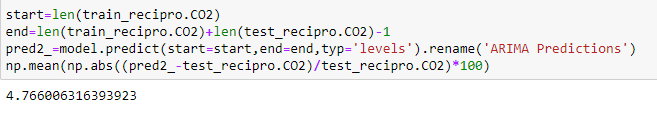 start=len(train_recipro.CO2)
end=len(train_recipro.CO2)+len(test_recipro.CO2)-1
pred2_=model.predict(start=start,end=end,typ='levels').rename('ARIMA Predictions')
np.mean(np.abs((pred2_-test_recipro.CO2)/test_recipro.CO2)*100)
4.766006316393923